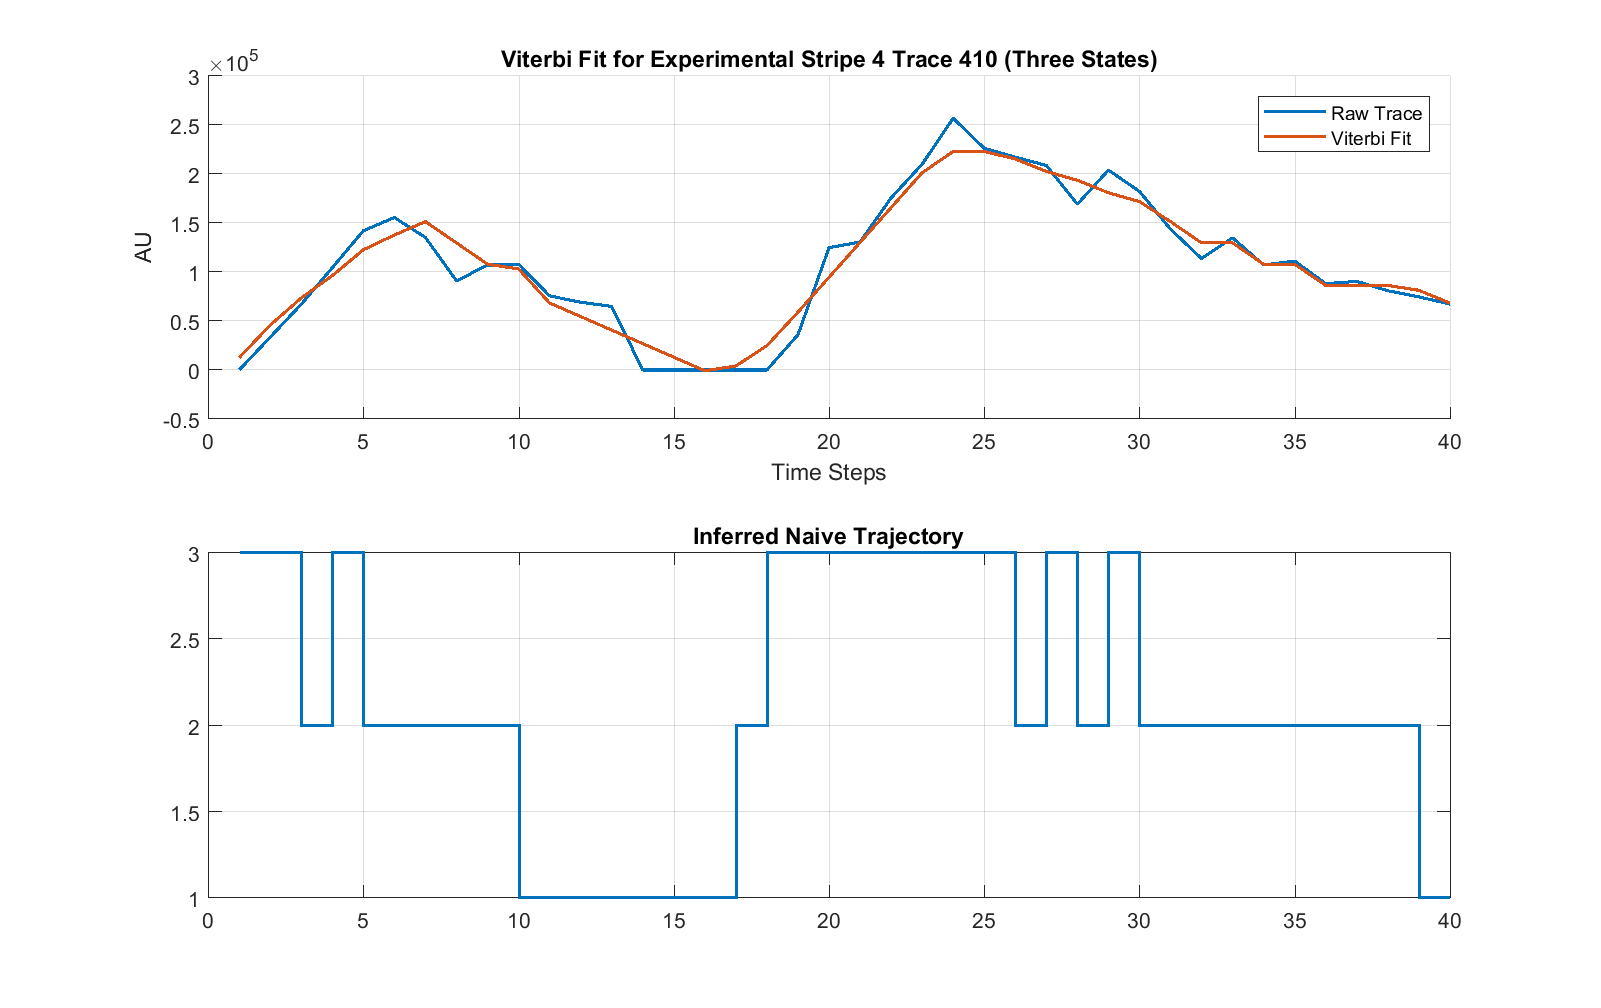 Viterbi Fit for Experimental Stripe 4 Trace 410 (Three States)
×10^5
3
2.5
2
1.5
1
0.5
0
-0.5
AU
Raw Trace
Viterbi Fit
0 5 10 15 20 25 30 35 40
Time Steps
Inferred Naive Trajectory
3
2.5
2
1.5
1
0 5 10 15 20 25 30 35 40